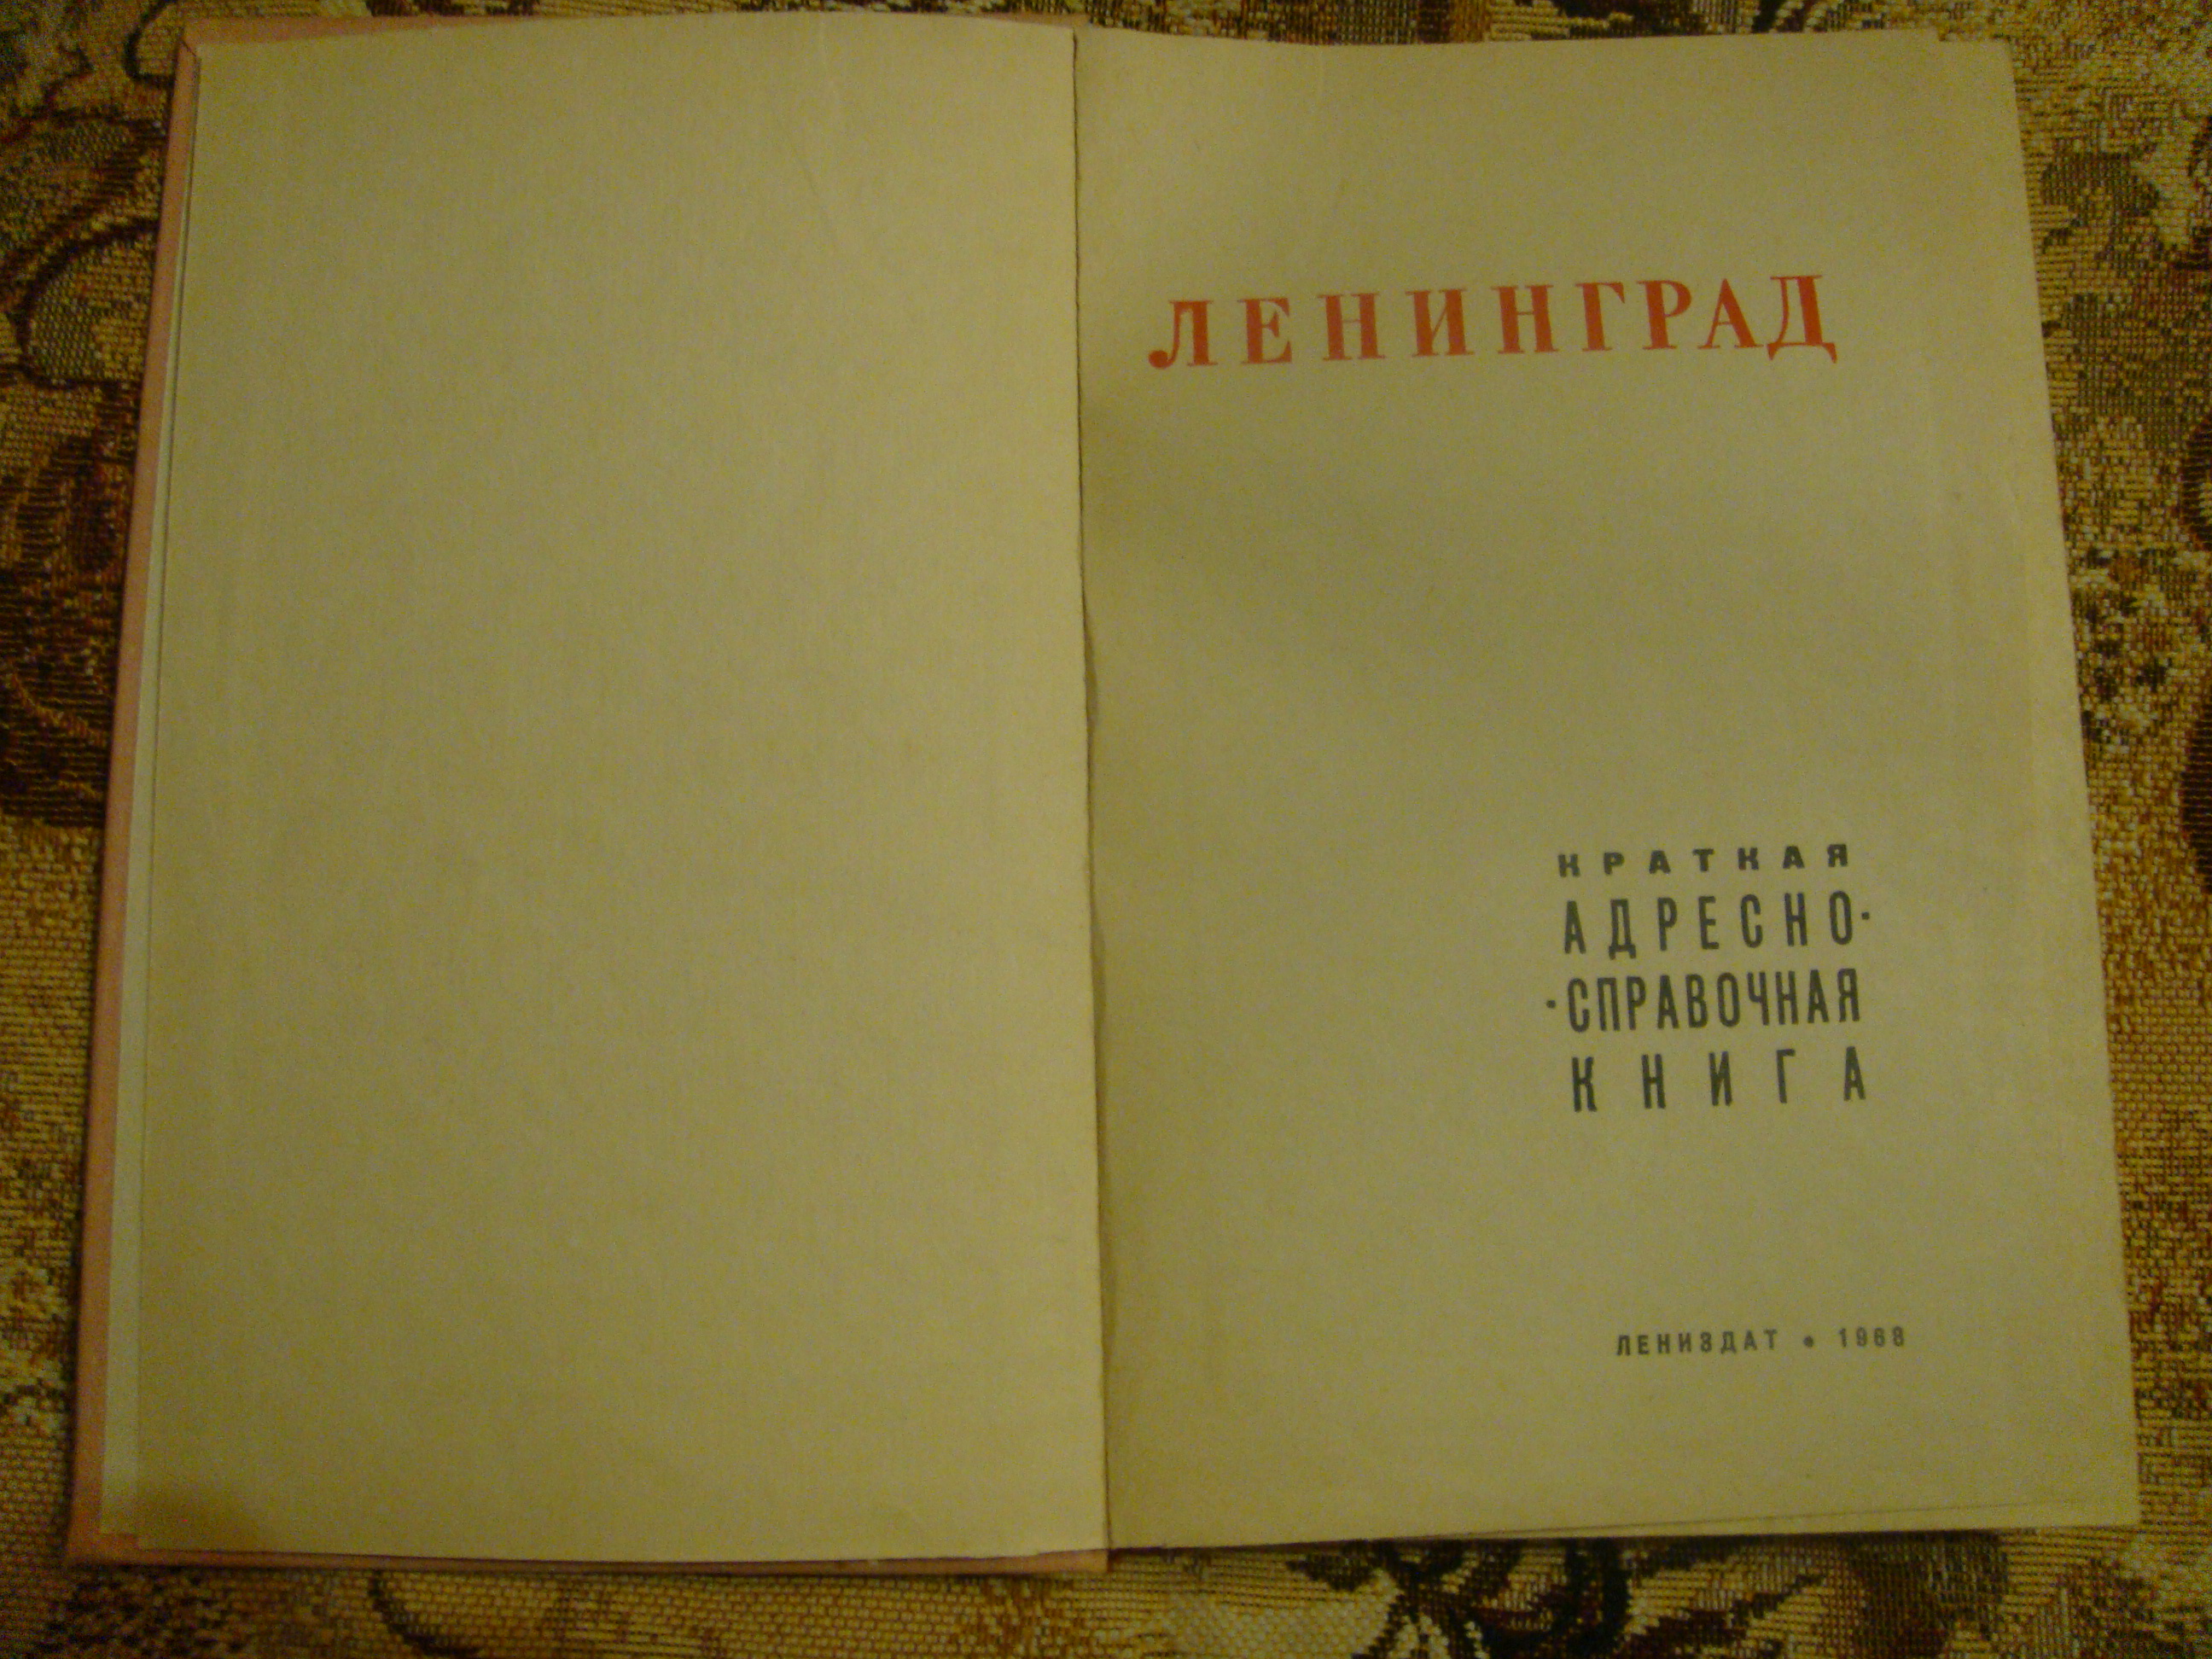 ЛЕНИНГРАД
КРАТКАЯ
АДРЕСНО-
-СПРАВОЧНАЯ
КНИГА
ЛЕНИЗДАТ • 1968